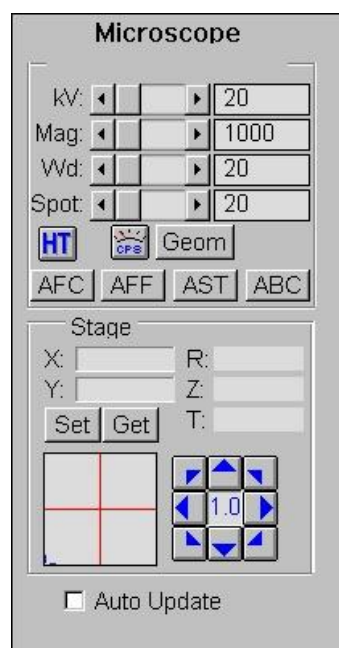 Microscope
kV: 20
Mag: 1000
Wd: 20
Spot: 20
HT CPS Geom
AFC AFF AST ABC
Stage
X: R:
Y: Z:
Set Get T:
1.0
Auto Update